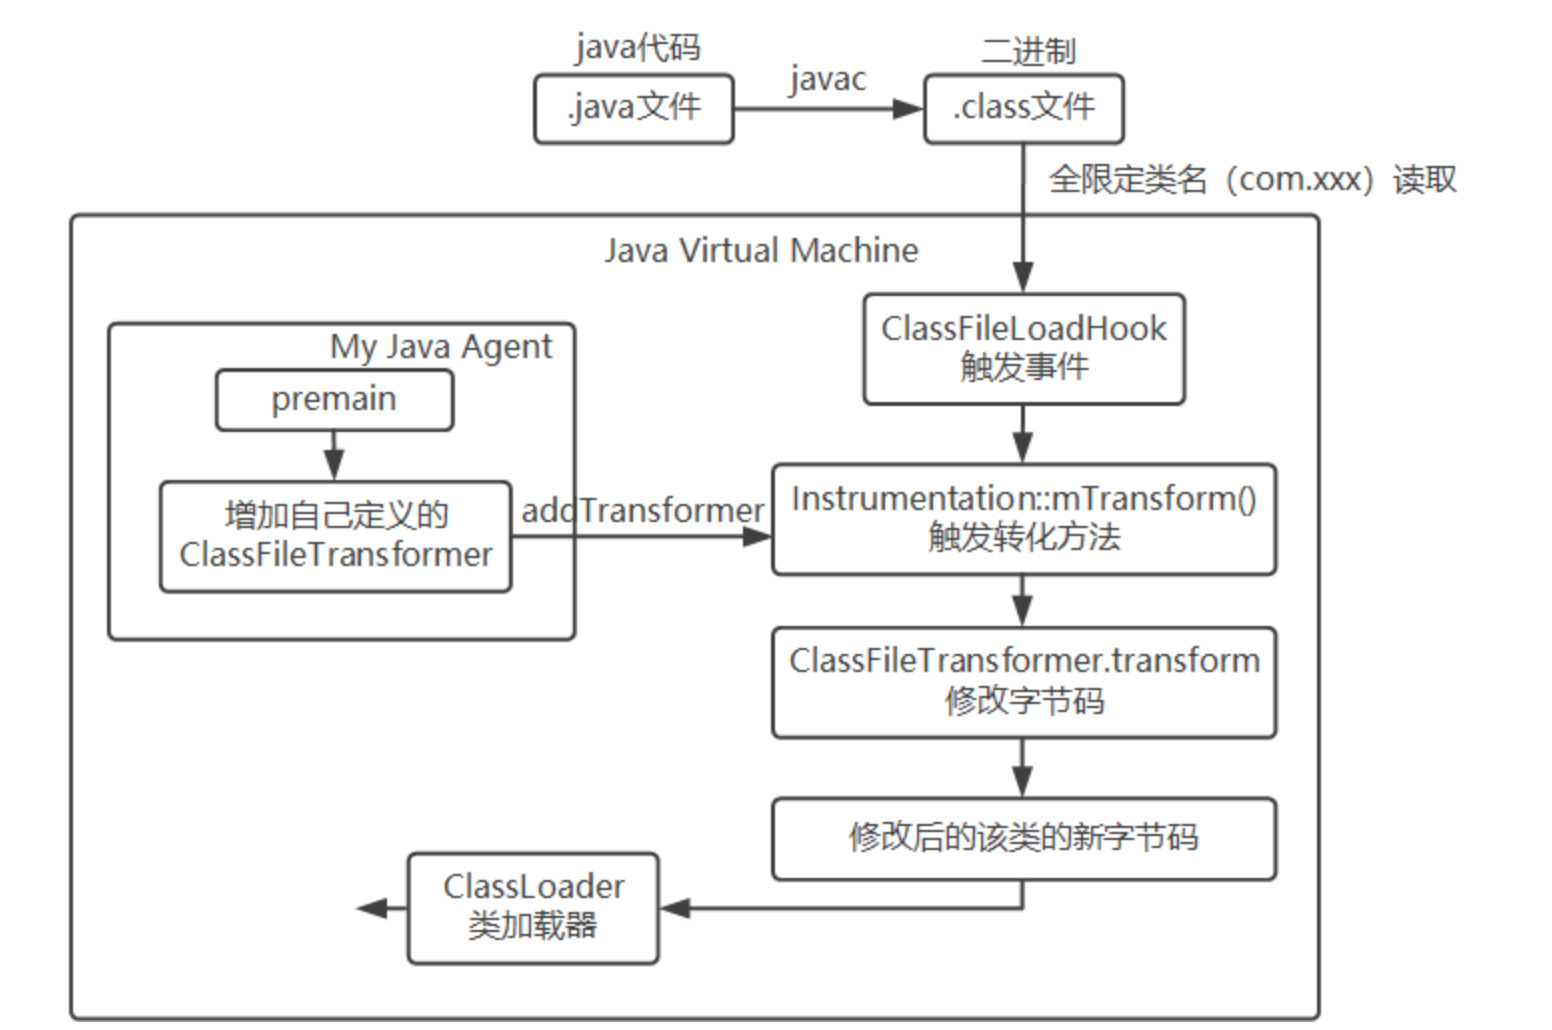 java代码
.java文件
javac
二进制
.class文件
全限定类名（com.xxx）读取
Java Virtual Machine
My Java Agent
premain
增加自己定义的
ClassFileTransformer
addTransformer
ClassFileLoadHook
触发事件
Instrumentation::mTransform()
触发转化方法
ClassFileTransformer.transform
修改字节码
修改后的该类的新字节码
ClassLoader
类加载器